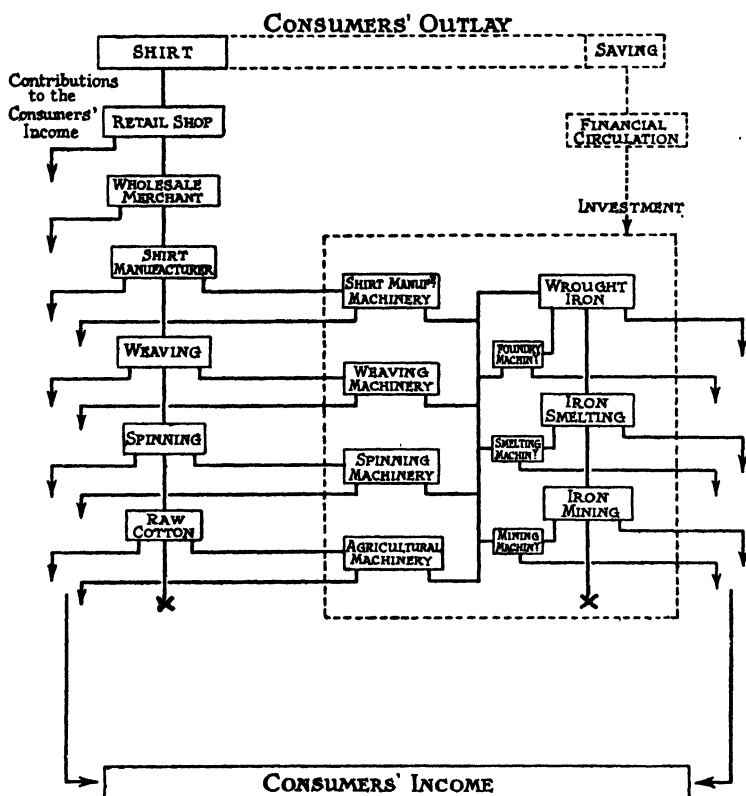 CONSUMERS' OUTLAY
SHIRT
SAVING
Contributions
to the
Consumers'
Income
RETAIL SHOP
FINANCIAL
CIRCULATION
WHOLESALE
MERCHANT
INVESTMENT
SHIRT
MANUFACTURER
SHIRT MANUFR
MACHINERY
WROUGHT
IRON
WEAVING
FOUNDRY
MACHINY
WEAVING
MACHINERY
IRON
SMELTING
SPINNING
SMELTING
MACHINY
SPINNING
MACHINERY
IRON
MINING
RAW
COTTON
AGRICULTURAL
MACHINERY
MINING
MACHINY
CONSUMERS' INCOME